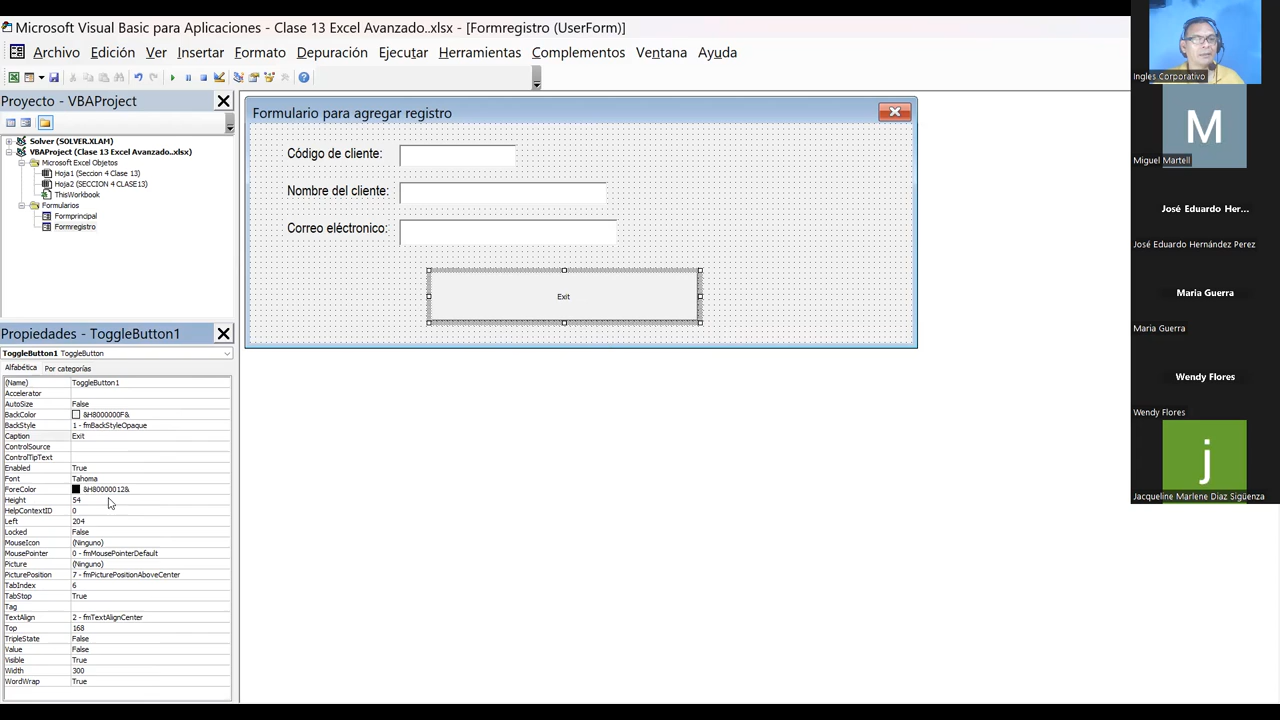 Microsoft Visual Basic para Aplicaciones - Clase 13 Excel Avanzado..xlsx - [Formregistro (UserForm)]
Archivo Edición Ver Insertar Formato Depuración Ejecutar Herramientas Complementos Ventana Ayuda
Proyecto - VBAProject
Solver (SOLVER.XLAM)
VBAProject (Clase 13 Excel Avanzado..xlsx)
Microsoft Excel Objetos
Hoja1 (Seccion 4 Clase 13)
Hoja2 (SECCION 4 CLASE13)
ThisWorkbook
Formularios
Formprincipal
Formregistro
Propiedades - ToggleButton1
ToggleButton1 ToggleButton
Alfabética Por categorías
(Name) ToggleButton1
Accelerator
AutoSize False
BackColor &H8000000F&
BackStyle 1 - fmBackStyleOpaque
Caption Exit
ControlSource
ControlTipText
Enabled True
Font Tahoma
ForeColor &H80000012&
Height 54
HelpContextID 0
Left 204
Locked False
MouseIcon (Ninguno)
MousePointer 0 - fmMousePointerDefault
Picture (Ninguno)
PicturePosition 7 - fmPicturePositionAboveCenter
TabIndex 6
TabStop True
Tag
TextAlign 2 - fmTextAlignCenter
Top 168
TripleState False
Value False
Visible True
Width 300
WordWrap True
Formulario para agregar registro
Código de cliente:
Nombre del cliente:
Correo eléctronico:
Exit
Ingles Corporativo
M
Miguel Martell
José Eduardo Her...
José Eduardo Hernández Perez
Maria Guerra
Maria Guerra
Wendy Flores
Wendy Flores
j
Jacqueline Marlene Diaz Sigüenza